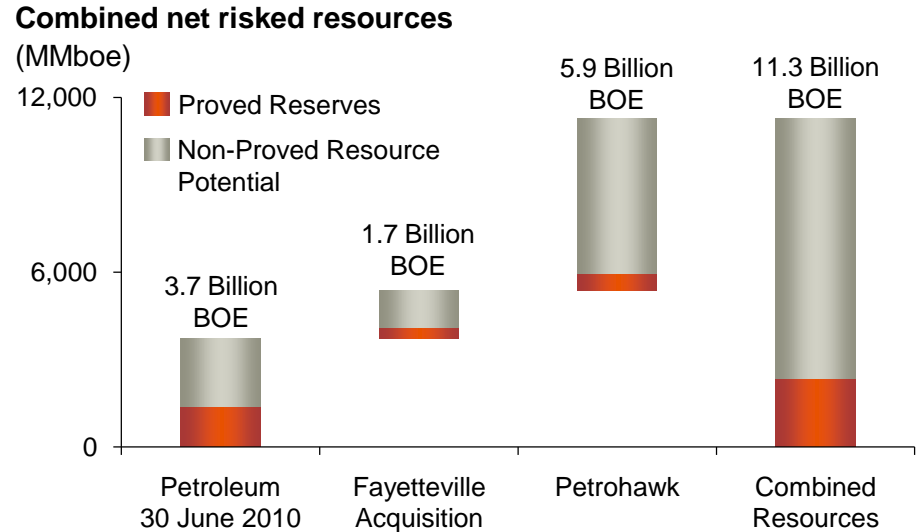 Combined net risked resources
(MMboe)
12,000
6,000
0
Proved Reserves
Non-Proved Resource
Potential
3.7 Billion
BOE
1.7 Billion
BOE
5.9 Billion
BOE
11.3 Billion
BOE
Petroleum
30 June 2010
Fayetteville
Acquisition
Petrohawk
Combined
Resources